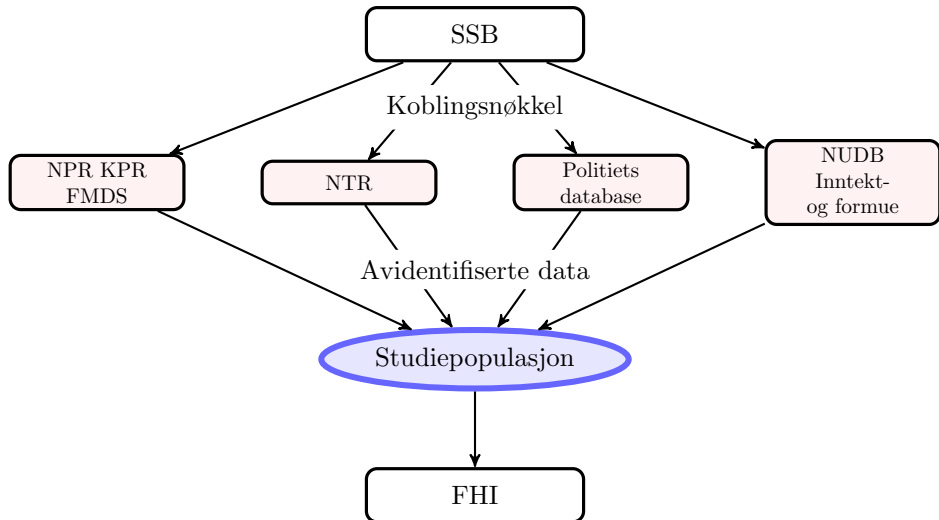 SSB
Koblingsnøkkel
NPR KPR
FMDS
NTR
Politiets
database
NUDB
Inntekt-
og formue
Avidentifiserte data
Studiepopulasjon
FHI